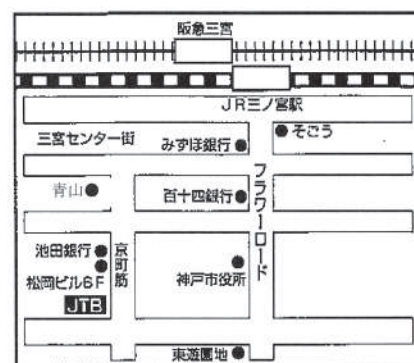 阪急三宮
JR三ノ宮駅
三宮センター街
みずほ銀行
そごう
フラワーロード
青山
百十四銀行
京町筋
池田銀行
松岡ビル6F
JTB
神戸市役所
東遊園地